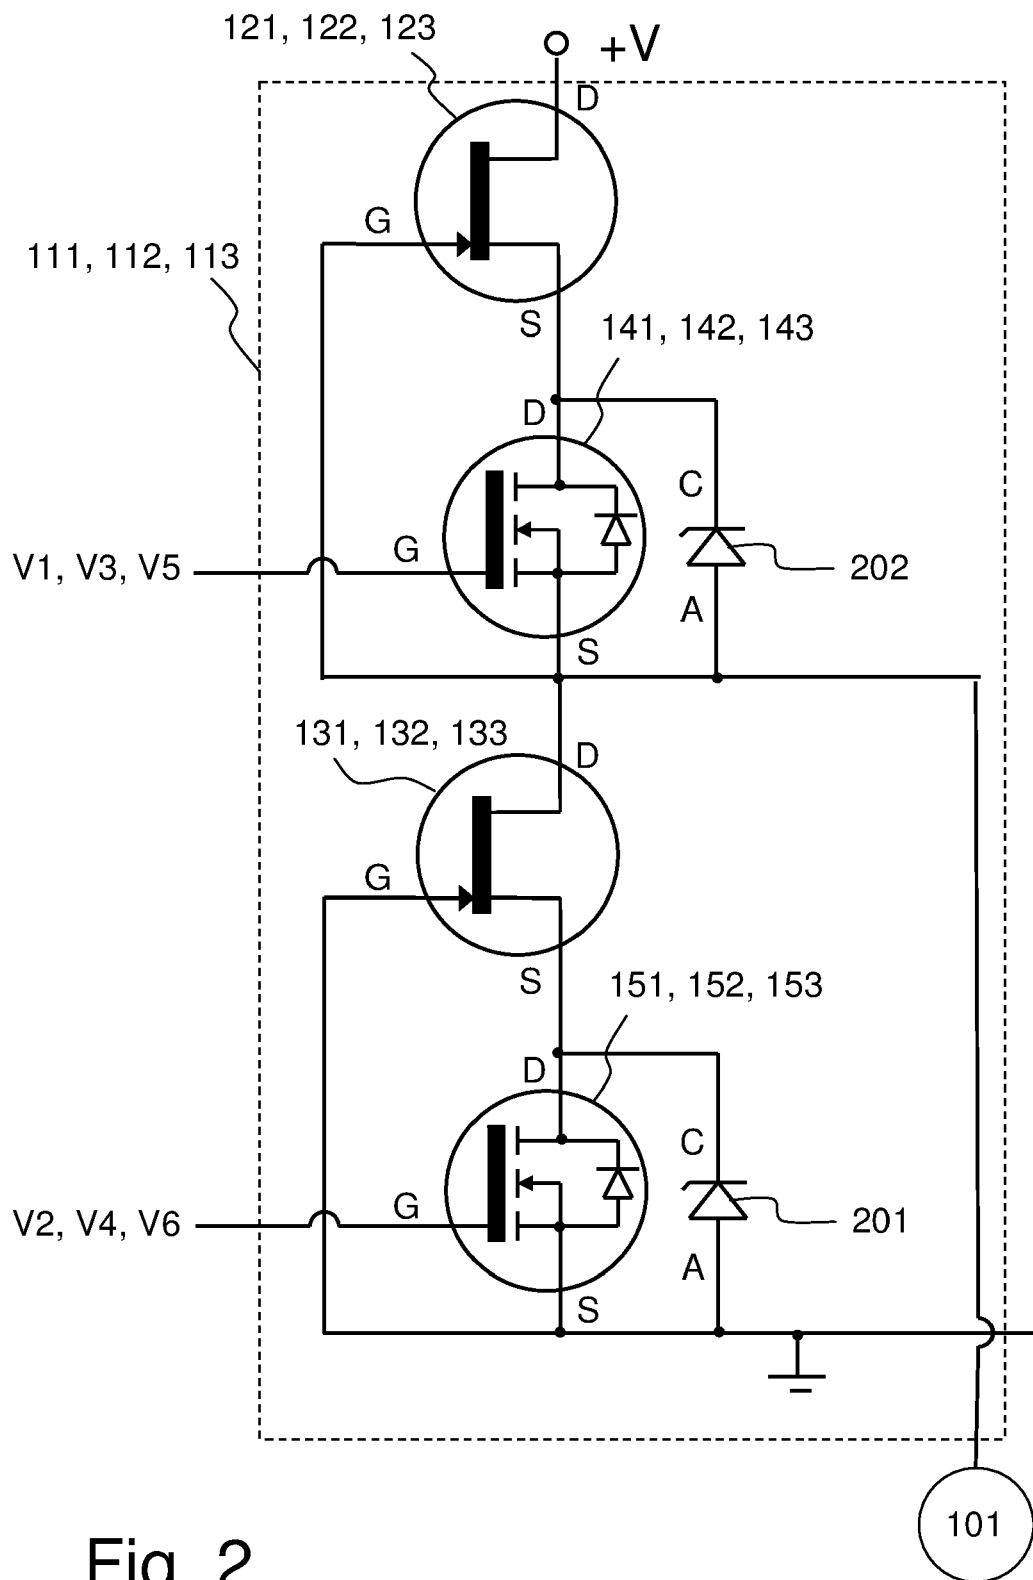 121, 122, 123
+V
D
G
111, 112, 113
S
141, 142, 143
D
C
G
V1, V3, V5
202
A
S
131, 132, 133
D
G
S
151, 152, 153
D
C
G
V2, V4, V6
201
A
S
101
Fig. 2